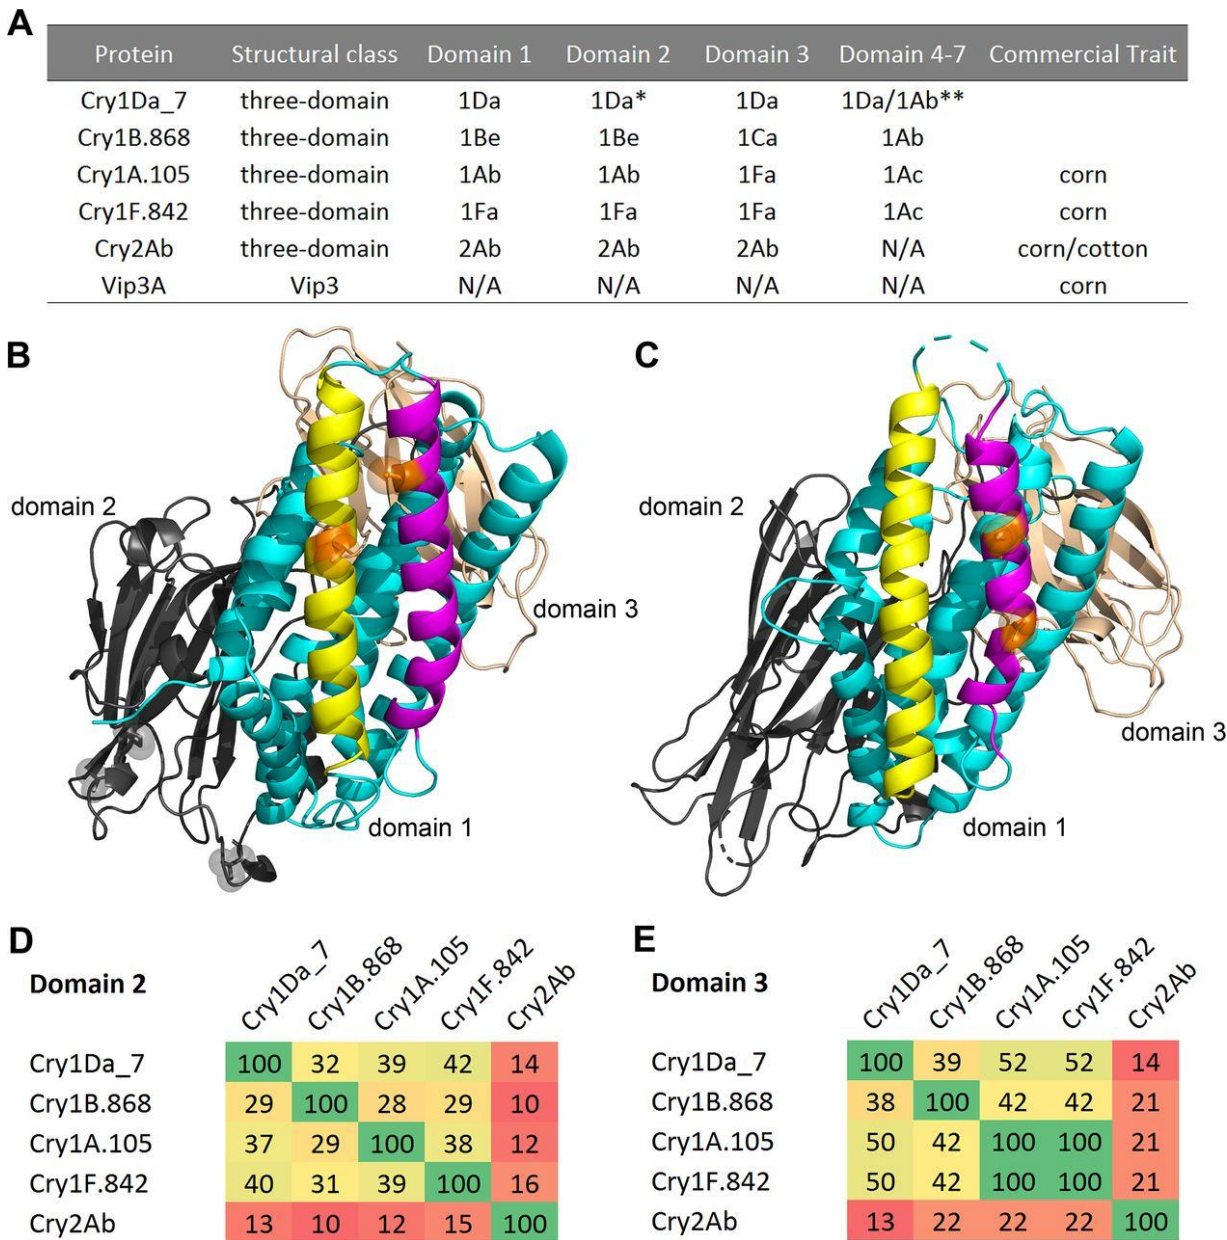 A
Protein Structural class Domain 1 Domain 2 Domain 3 Domain 4-7 Commercial Trait
Cry1Da_7 three-domain 1Da 1Da* 1Da 1Da/1Ab**
Cry1B.868 three-domain 1Be 1Be 1Ca 1Ab
Cry1A.105 three-domain 1Ab 1Ab 1Fa 1Ac corn
Cry1F.842 three-domain 1Fa 1Fa 1Fa 1Ac corn
Cry2Ab three-domain 2Ab 2Ab 2Ab N/A corn/cotton
Vip3A Vip3 N/A N/A N/A N/A corn
B
domain 2
domain 3
domain 1
C
domain 2
domain 3
domain 1
D
Domain 2
Cry1Da_7 Cry1B.868 Cry1A.105 Cry1F.842 Cry2Ab
Cry1Da_7 100 32 39 42 14
Cry1B.868 29 100 28 29 10
Cry1A.105 37 29 100 38 12
Cry1F.842 40 31 39 100 16
Cry2Ab 13 10 12 15 100
E
Domain 3
Cry1Da_7 Cry1B.868 Cry1A.105 Cry1F.842 Cry2Ab
Cry1Da_7 100 39 52 52 14
Cry1B.868 38 100 42 42 21
Cry1A.105 50 42 100 100 21
Cry1F.842 50 42 100 100 21
Cry2Ab 13 22 22 22 100